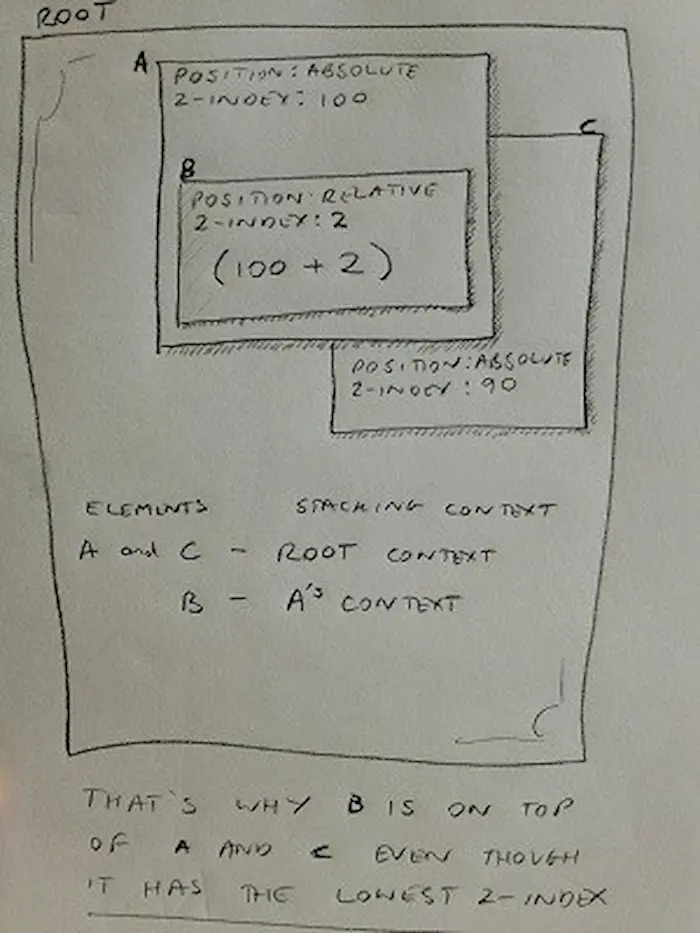 ROOT
A
POSITION: ABSOLUTE
Z-INDEX: 100
C
B
POSITION: RELATIVE
Z-INDEX: 2
(100 + 2)
POSITION: ABSOLUTE
Z-INDEX: 90
ELEMENTS STACKING CONTEXT
A and C - ROOT CONTEXT
B - A's CONTEXT
THAT'S WHY B IS ON TOP
OF A AND C EVEN THOUGH
IT HAS THE LOWEST Z-INDEX